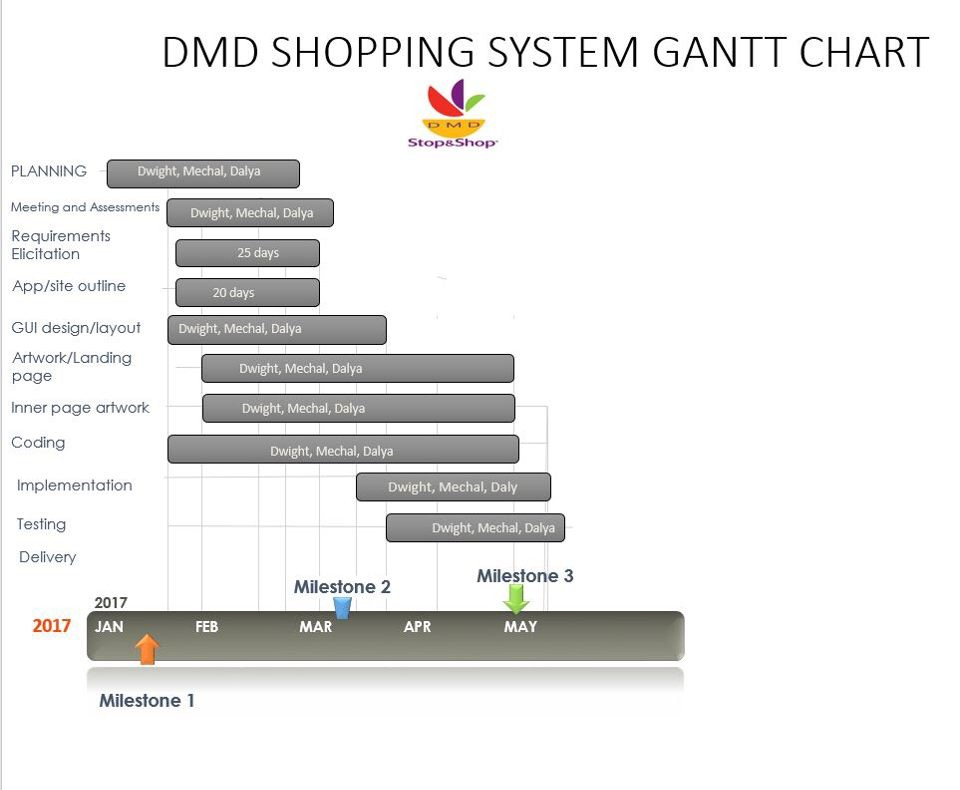 DMD SHOPPING SYSTEM GANTT CHART
DMD
Stop&Shop
PLANNING
Dwight, Mechal, Dalya
Meeting and Assessments
Dwight, Mechal, Dalya
Requirements
Elicitation
25 days
App/site outline
20 days
GUI design/layout
Dwight, Mechal, Dalya
Artwork/Landing
page
Dwight, Mechal, Dalya
Inner page artwork
Dwight, Mechal, Dalya
Coding
Dwight, Mechal, Dalya
Implementation
Dwight, Mechal, Daly
Testing
Dwight, Mechal, Dalya
Delivery
Milestone 2
Milestone 3
2017
2017
JAN
FEB
MAR
APR
MAY
Milestone 1